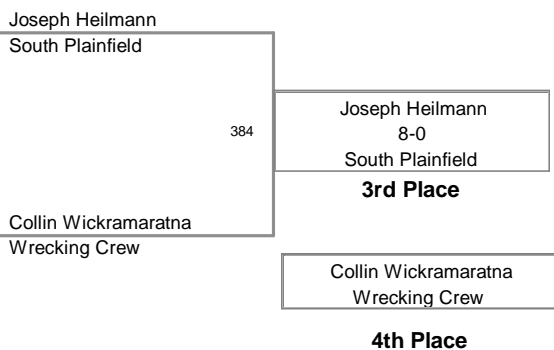 Joseph Heilmann
South Plainfield
384
Joseph Heilmann
8-0
South Plainfield
3rd Place
Collin Wickramaratna
Wrecking Crew
Collin Wickramaratna
Wrecking Crew
4th Place